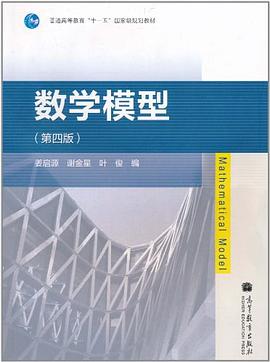 普通高等教育“十一五”国家级规划教材
数学模型
(第四版)
姜启源 谢金星 叶 俊 编
Mathematical Model
高等教育出版社
HIGHER EDUCATION PRESS